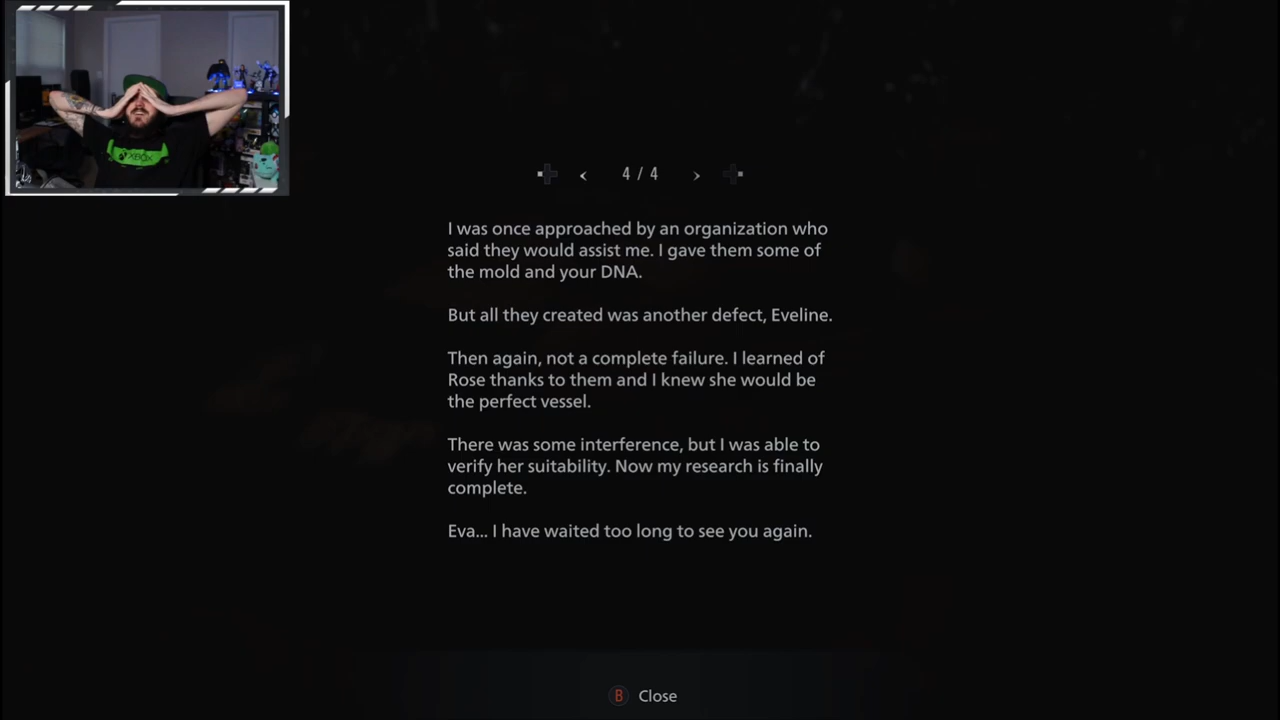 XBOX
< 4 / 4 >
I was once approached by an organization who
said they would assist me. I gave them some of
the mold and your DNA.
But all they created was another defect, Eveline.
Then again, not a complete failure. I learned of
Rose thanks to them and I knew she would be
the perfect vessel.
There was some interference, but I was able to
verify her suitability. Now my research is finally
complete.
Eva... I have waited too long to see you again.
B Close